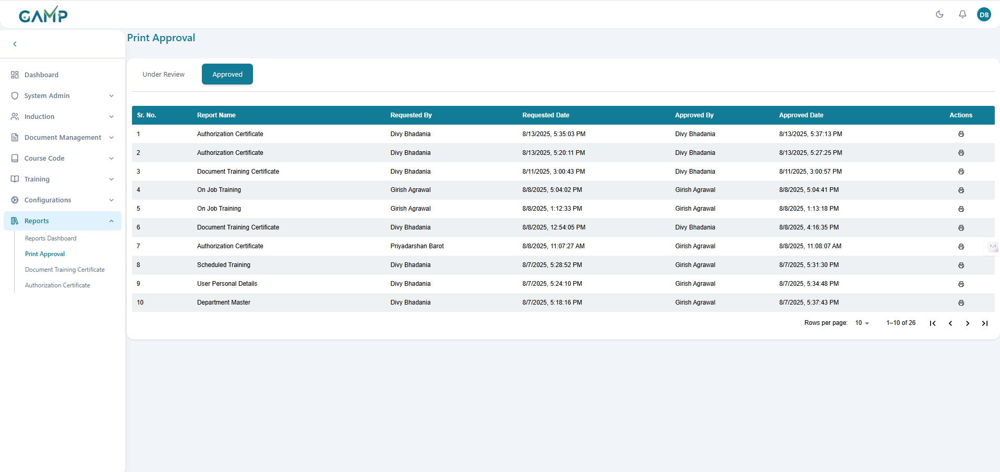 GAMP
DB
Print Approval
Dashboard
System Admin
Induction
Document Management
Course Code
Training
Configurations
Reports
Reports Dashboard
Print Approval
Document Training Certificate
Authorization Certificate
Under Review Approved
Sr. No. Report Name Requested By Requested Date Approved By Approved Date Actions
1 Authorization Certificate Divy Bhadania 8/13/2025, 5:35:03 PM Divy Bhadania 8/13/2025, 5:37:13 PM
2 Authorization Certificate Divy Bhadania 8/13/2025, 5:20:11 PM Divy Bhadania 8/13/2025, 5:27:25 PM
3 Document Training Certificate Divy Bhadania 8/11/2025, 3:00:43 PM Divy Bhadania 8/11/2025, 3:00:57 PM
4 On Job Training Girish Agrawal 8/8/2025, 5:04:02 PM Girish Agrawal 8/8/2025, 5:04:41 PM
5 On Job Training Girish Agrawal 8/8/2025, 1:12:33 PM Girish Agrawal 8/8/2025, 1:13:18 PM
6 Document Training Certificate Divy Bhadania 8/8/2025, 12:54:05 PM Divy Bhadania 8/8/2025, 4:16:35 PM
7 Authorization Certificate Priyadarshan Barot 8/8/2025, 11:07:27 AM Girish Agrawal 8/8/2025, 11:08:07 AM
8 Scheduled Training Divy Bhadania 8/7/2025, 5:28:52 PM Girish Agrawal 8/7/2025, 5:31:30 PM
9 User Personal Details Divy Bhadania 8/7/2025, 5:24:10 PM Girish Agrawal 8/7/2025, 5:34:48 PM
10 Department Master Divy Bhadania 8/7/2025, 5:18:16 PM Girish Agrawal 8/7/2025, 5:37:43 PM
Rows per page: 10 1–10 of 26